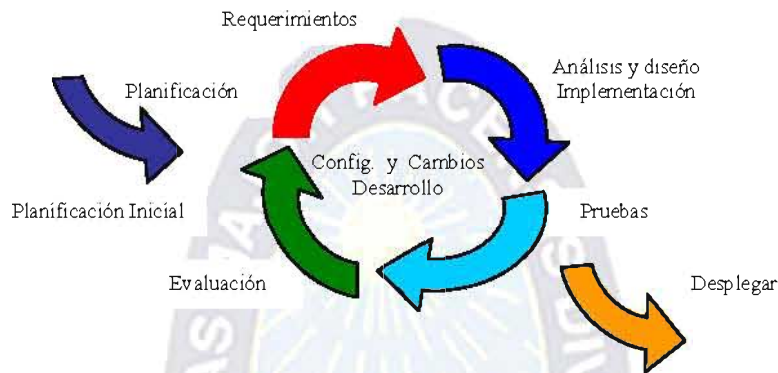 Requerimientos
Planificación
Análisis y diseño
Implementación
Config. y Cambios
Desarrollo
Planificación Inicial
Pruebas
Evaluación
Desplegar